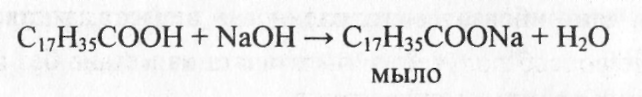 C₁₇H₃₅COOH + NaOH → C₁₇H₃₅COONa + H₂O
мыло